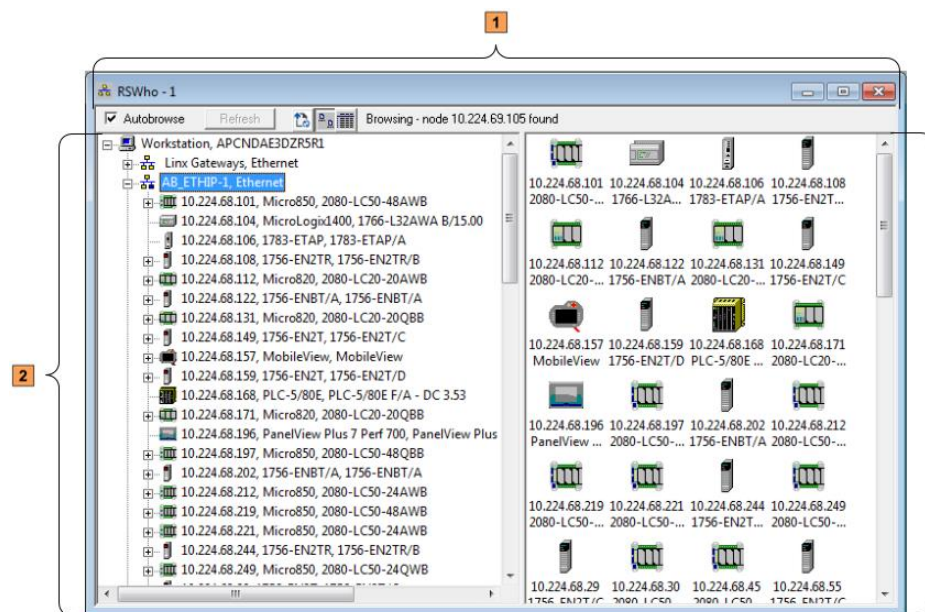 1
RSWho - 1
Autobrowse Refresh Browsing - node 10.224.69.105 found
2
Workstation, APCNDAE3DZR5R1
Linx Gateways, Ethernet
AB_ETHIP-1, Ethernet
10.224.68.101, Micro850, 2080-LC50-48AWB
10.224.68.104, MicroLogix1400, 1766-L32AWA B/15.00
10.224.68.106, 1783-ETAP, 1783-ETAP/A
10.224.68.108, 1756-EN2TR, 1756-EN2TR/B
10.224.68.112, Micro820, 2080-LC20-20AWB
10.224.68.122, 1756-ENBT/A, 1756-ENBT/A
10.224.68.131, Micro820, 2080-LC20-20QBB
10.224.68.149, 1756-EN2T, 1756-EN2T/C
10.224.68.157, MobileView, MobileView
10.224.68.159, 1756-EN2T, 1756-EN2T/D
10.224.68.168, PLC-5/80E, PLC-5/80E F/A - DC 3.53
10.224.68.171, Micro820, 2080-LC20-20QBB
10.224.68.196, PanelView Plus 7 Perf 700, PanelView Plus
10.224.68.197, Micro850, 2080-LC50-48QBB
10.224.68.202, 1756-ENBT/A, 1756-ENBT/A
10.224.68.212, Micro850, 2080-LC50-24AWB
10.224.68.219, Micro850, 2080-LC50-48AWB
10.224.68.221, Micro850, 2080-LC50-24AWB
10.224.68.244, 1756-EN2TR, 1756-EN2TR/B
10.224.68.249, Micro850, 2080-LC50-24QWB
10.224.68.101 10.224.68.104 10.224.68.106 10.224.68.108
2080-LC50-... 1766-L32A... 1783-ETAP/A 1756-EN2T...
10.224.68.112 10.224.68.122 10.224.68.131 10.224.68.149
2080-LC20-... 1756-ENBT/A 2080-LC20-... 1756-EN2T/C
10.224.68.157 10.224.68.159 10.224.68.168 10.224.68.171
MobileView 1756-EN2T/D PLC-5/80E ... 2080-LC20-...
10.224.68.196 10.224.68.197 10.224.68.202 10.224.68.212
PanelView ... 2080-LC50-... 1756-ENBT/A 2080-LC50-...
10.224.68.219 10.224.68.221 10.224.68.244 10.224.68.249
2080-LC50-... 2080-LC50-... 1756-EN2T... 2080-LC50-...
10.224.68.29 10.224.68.30 10.224.68.45 10.224.68.55
1756-EN2T/C 2080-LC50 2080-LC50 1756-EN2T/C